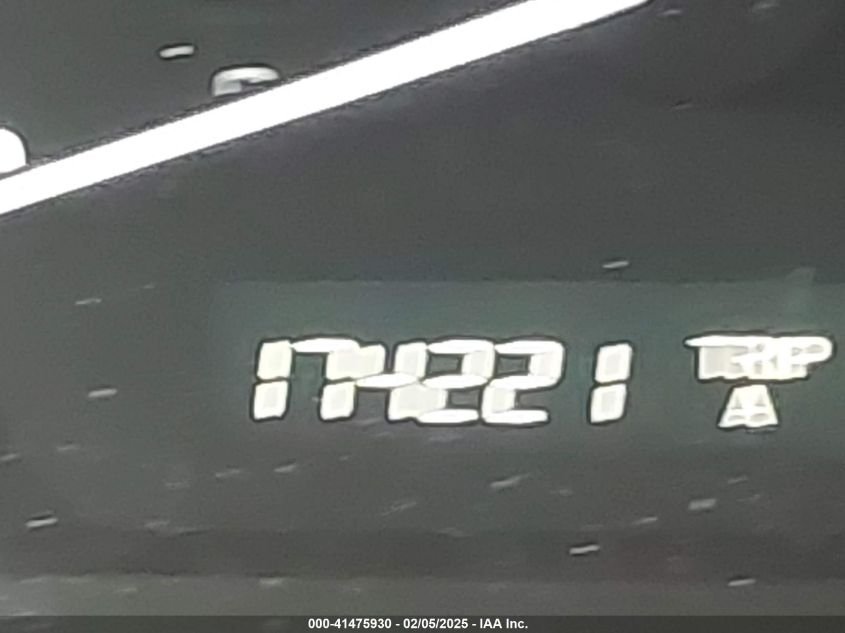 174221 TRIP
A
000-41475930 - 02/05/2025 - IAA Inc.